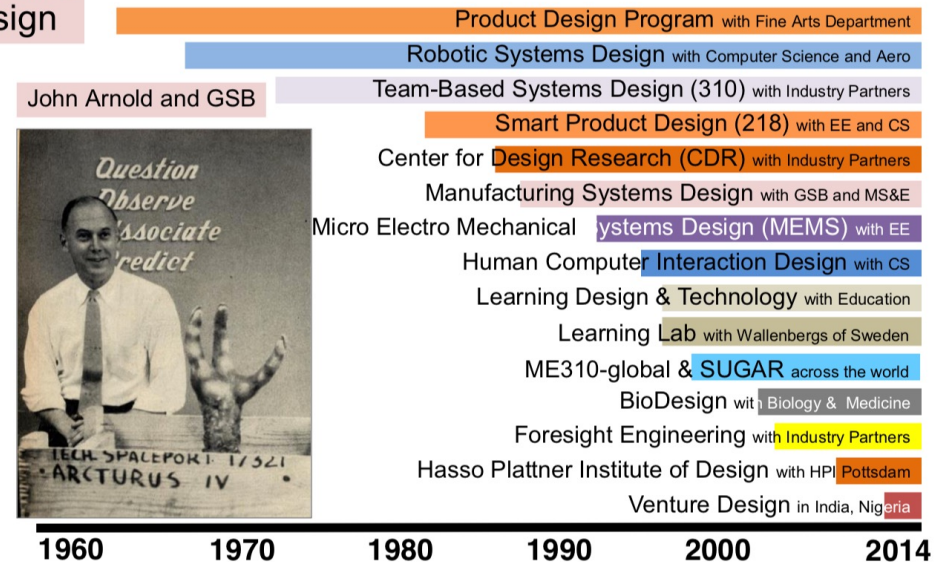 sign
Product Design Program with Fine Arts Department
Robotic Systems Design with Computer Science and Aero
Team-Based Systems Design (310) with Industry Partners
John Arnold and GSB
Smart Product Design (218) with EE and CS
Center for Design Research (CDR) with Industry Partners
Manufacturing Systems Design with GSB and MS&E
Micro Electro Mechanical ystems Design (MEMS) with EE
Human Computer Interaction Design with CS
Learning Design & Technology with Education
Learning Lab with Wallenbergs of Sweden
ME310-global & SUGAR across the world
BioDesign with Biology & Medicine
Foresight Engineering with Industry Partners
Hasso Plattner Institute of Design with HPI Pottsdam
Venture Design in India, Nigeria
Question
Observe
ssociate
redict
TECH SPACEPORT
ARCTURUS IV
1960 1970 1980 1990 2000 2014